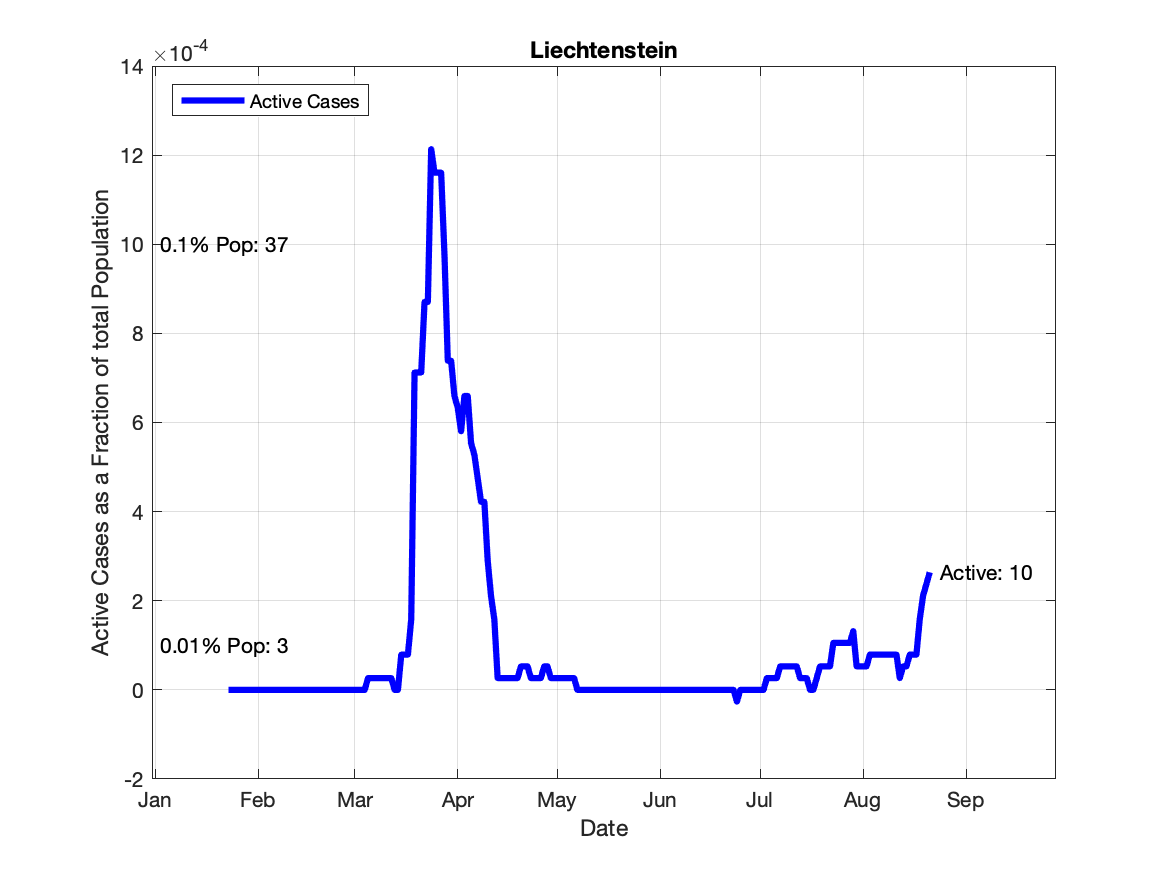 Liechtenstein
×10-4
14
12
10
8
6
4
2
0
-2
Active Cases as a Fraction of total Population
Active Cases
0.1% Pop: 37
0.01% Pop: 3
Active: 10
Jan Feb Mar Apr May Jun Jul Aug Sep
Date